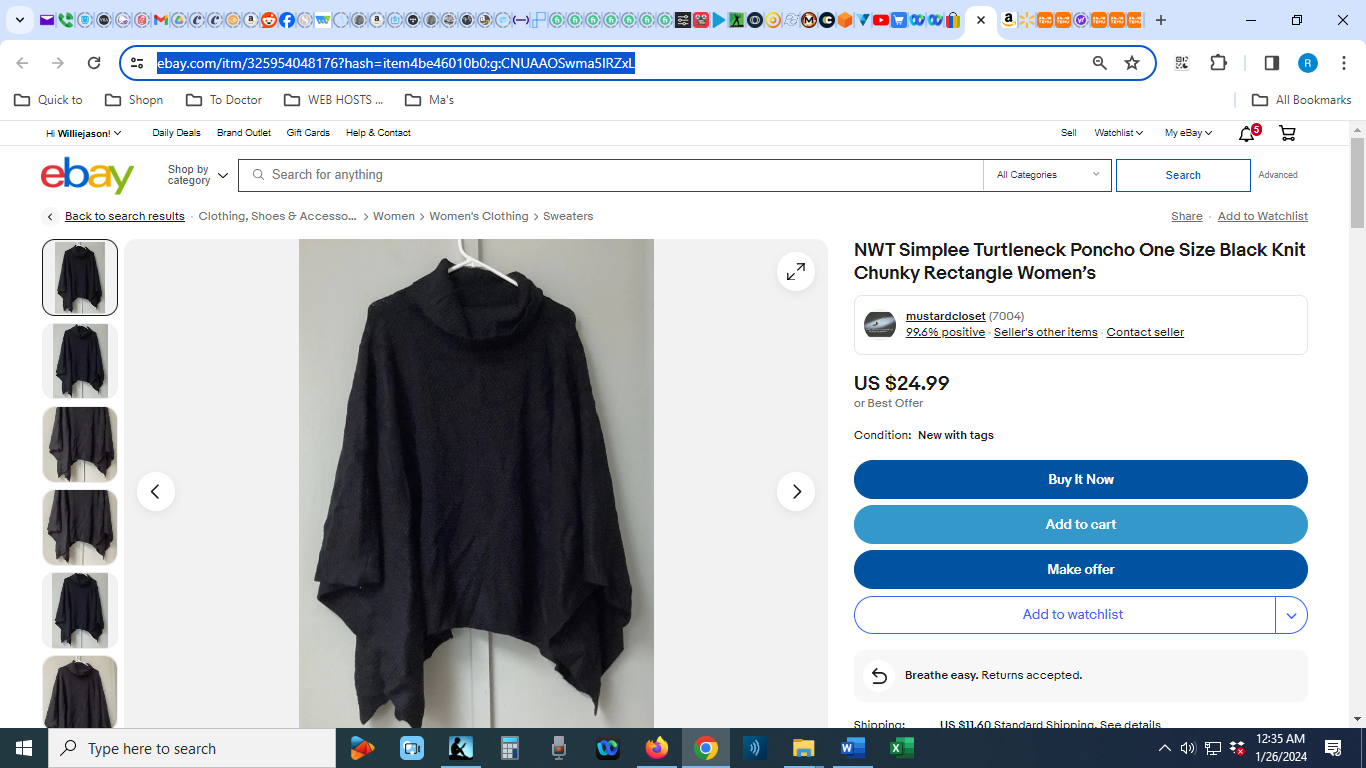 ebay.com/itm/325954048176?hash=item4be46010b0:g:CNUAAOSwma5lRZxL
R
Quick to
Shopn
To Doctor
WEB HOSTS ...
Ma's
All Bookmarks
Hi Williejason!
Daily Deals
Brand Outlet
Gift Cards
Help & Contact
Sell
Watchlist
My eBay
5
ebay
Shop by
category
Search for anything
All Categories
Search
Advanced
Back to search results
Clothing, Shoes & Accesso...
Women
Women's Clothing
Sweaters
Share
Add to Watchlist
NWT Simplee Turtleneck Poncho One Size Black Knit
Chunky Rectangle Women’s
mustardcloset (7004)
99.6% positive · Seller's other items · Contact seller
US $24.99
or Best Offer
Condition: New with tags
Buy It Now
Add to cart
Make offer
Add to watchlist
Breathe easy. Returns accepted.
Shipping: US $11.60 Standard Shipping. See details
Type here to search
12:35 AM
1/26/2024